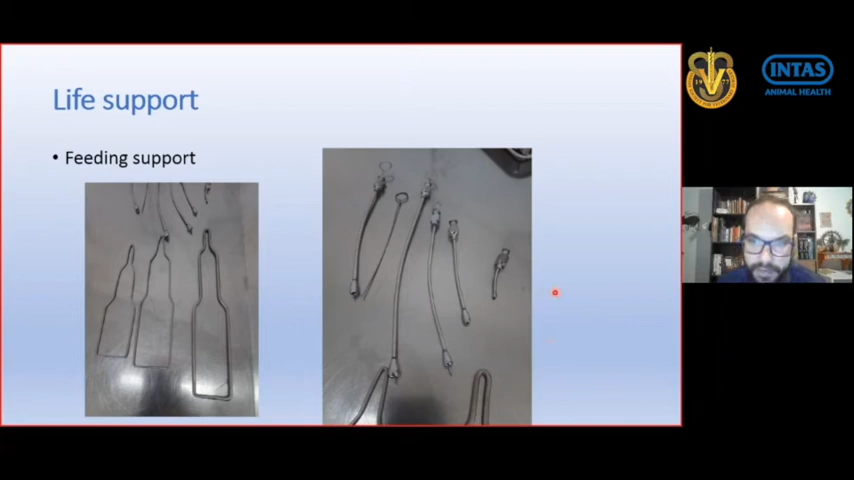 Life support
• Feeding support
INTAS
ANIMAL HEALTH